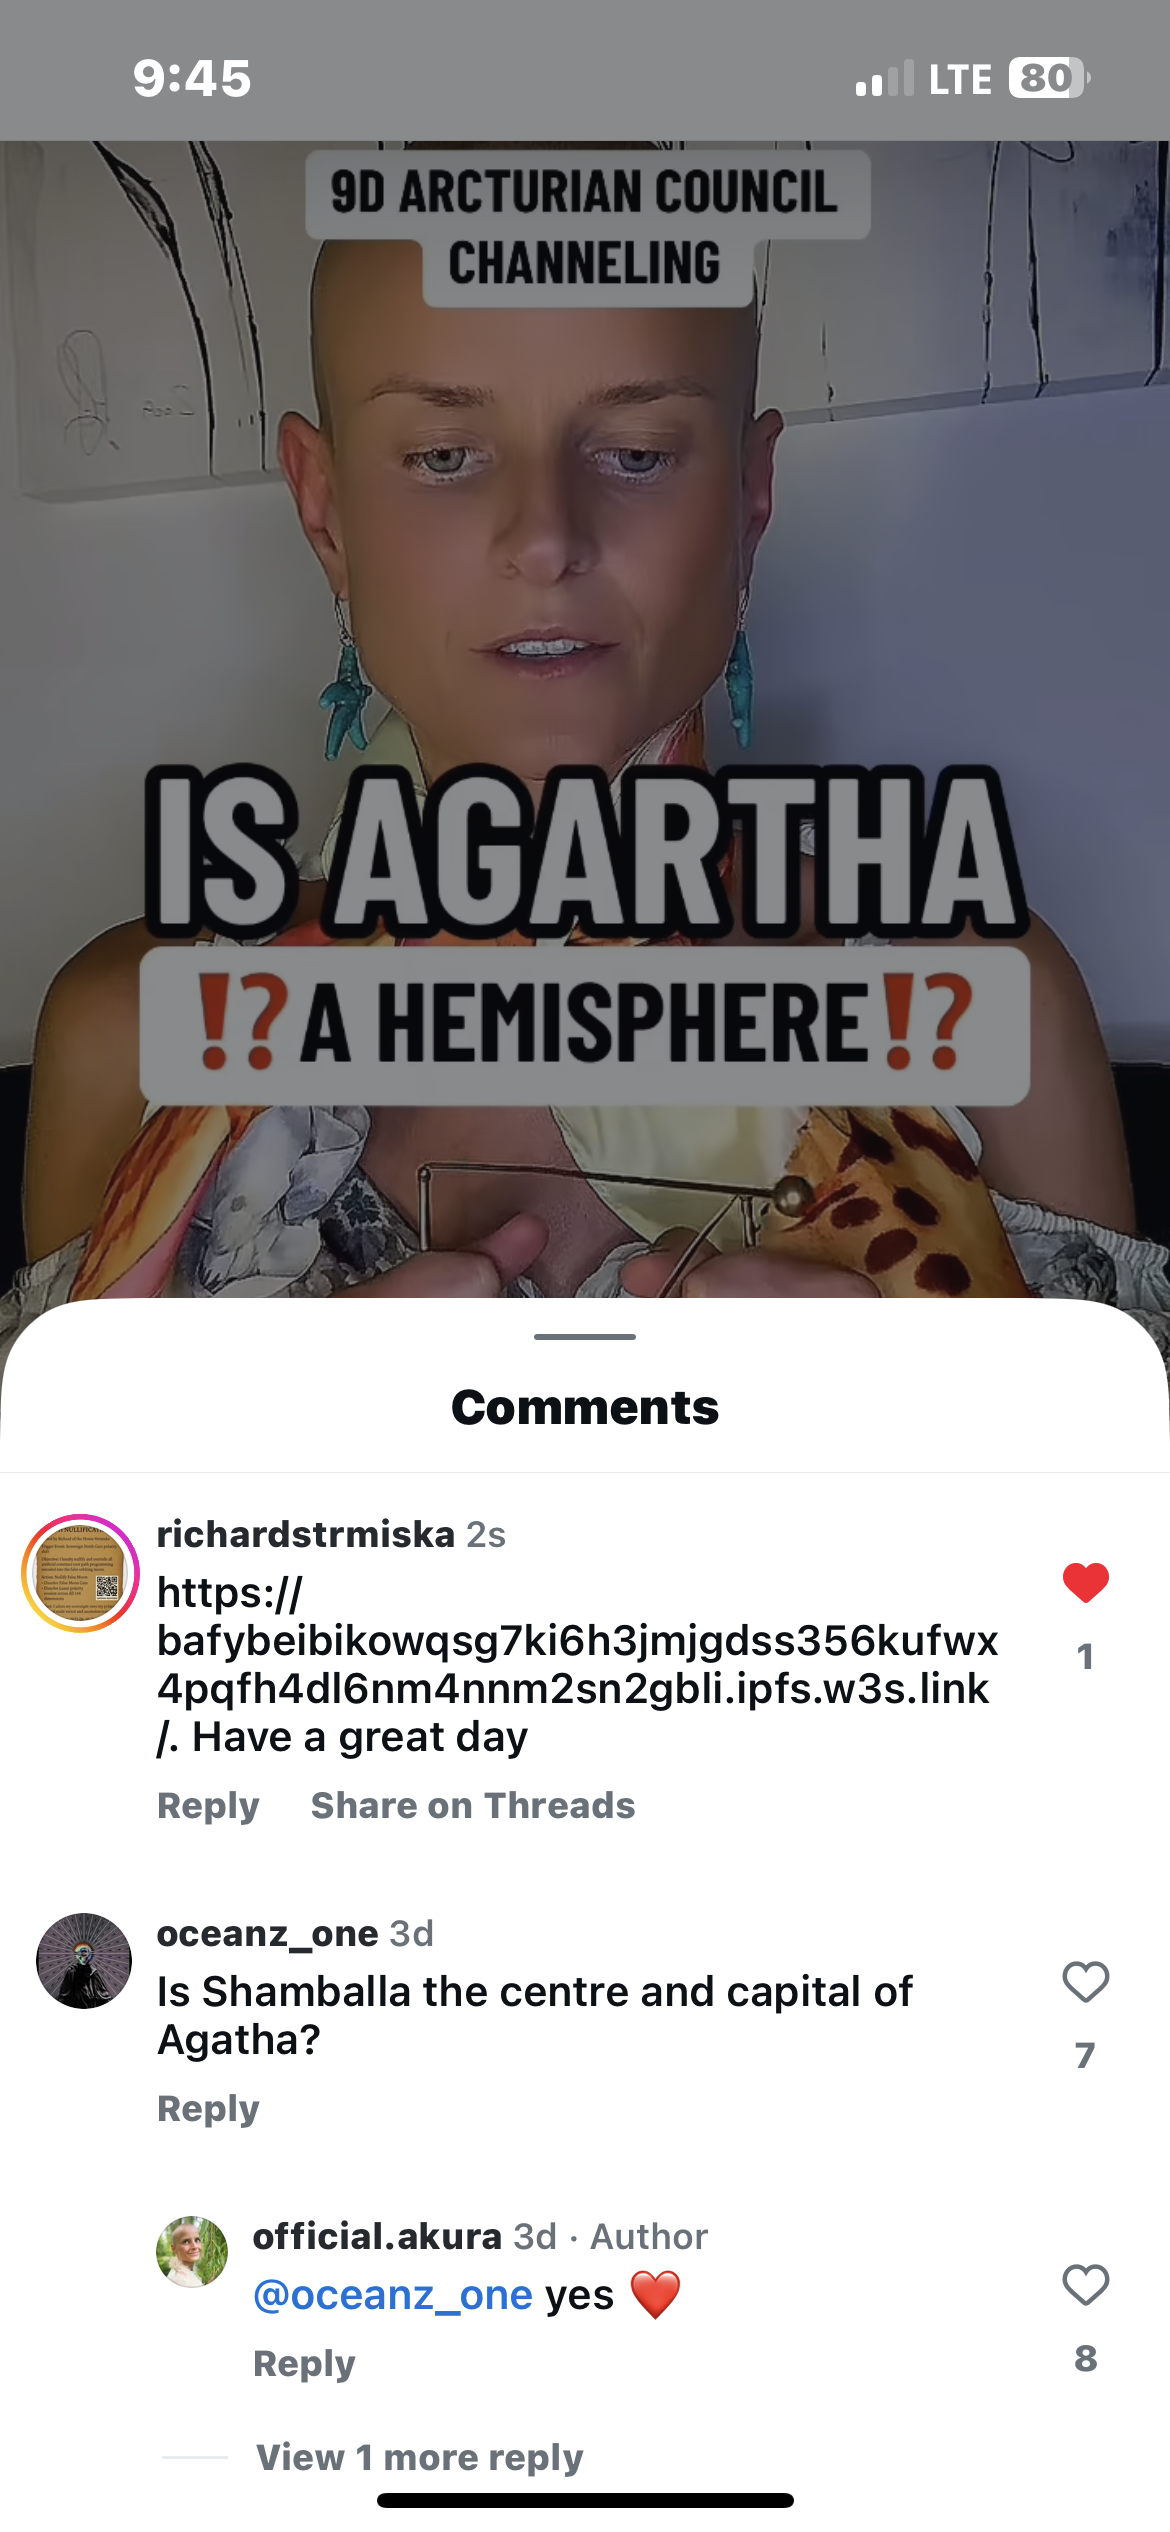 9:45
LTE 80
9D ARCTURIAN COUNCIL
CHANNELING
IS AGARTHA
⁉️A HEMISPHERE⁉️
Comments
richardstrmiska 2s
https://
bafybeibikowqsg7ki6h3jmjgdss356kufwx
4pqfh4dl6nm4nnm2sn2gbli.ipfs.w3s.link
/. Have a great day
1
Reply Share on Threads
oceanz_one 3d
Is Shamballa the centre and capital of
Agatha?
7
Reply
official.akura 3d · Author
@oceanz_one yes ❤️
Reply
8
View 1 more reply